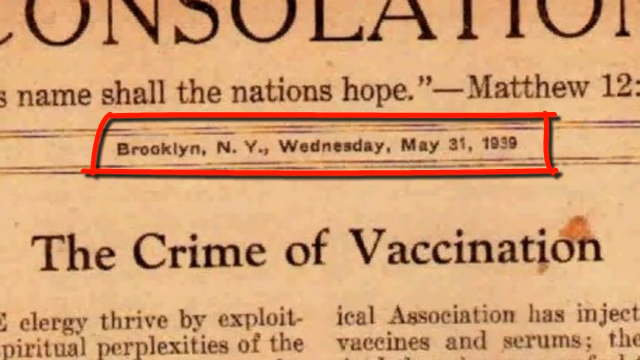 CONSOLATION
s name shall the nations hope.”—Matthew 12:
Brooklyn, N. Y., Wednesday, May 31, 1939
The Crime of Vaccination
E clergy thrive by exploit-
piritual perplexities of the
ical Association has inject
vaccines and serums; the